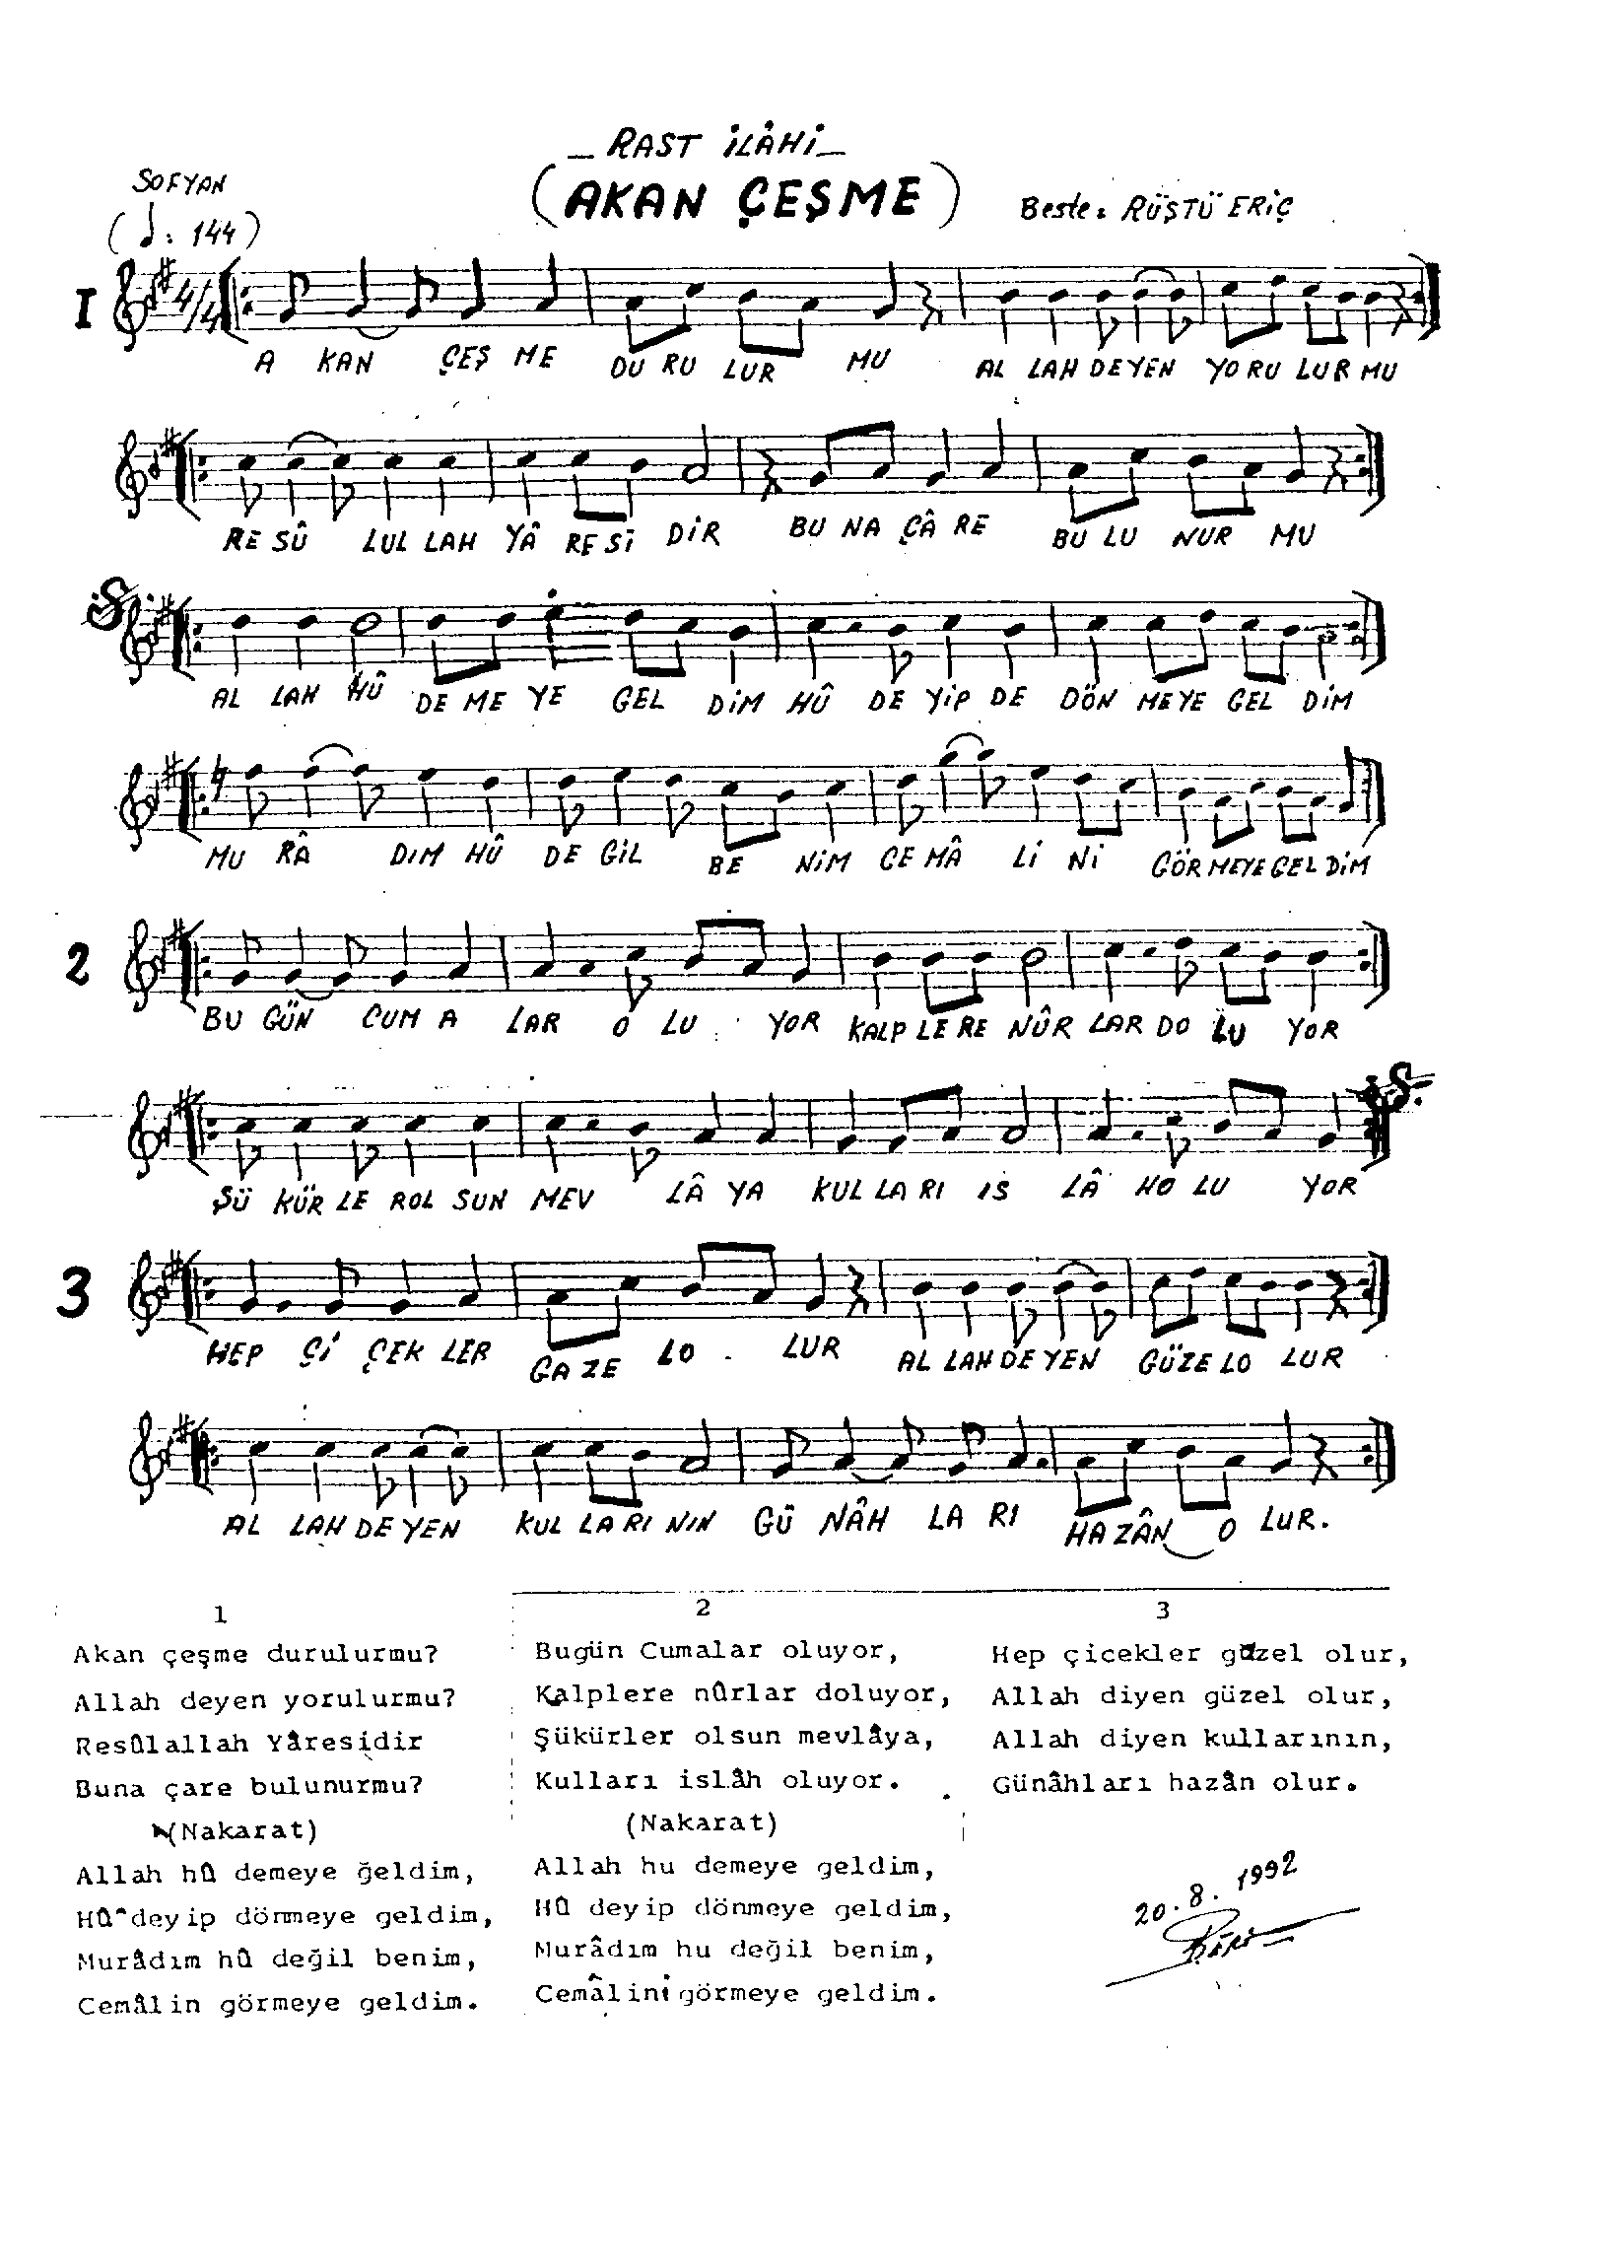 _ RAST İLÂHİ _
SOFYAN
(AKAN ÇEŞME)
Beste: RÜŞTÜ ERİÇ
(♩: 144)
I
4/4
A KAN ÇEŞ ME DU RU LUR MU AL LAH DE YEN YO RU LUR MU
RE SÛ LUL LAH YÂ RE Sİ DİR BU NA ÇÂ RE BU LU NUR MU
AL LAH HÛ DE ME YE GEL DİM HÛ DE YİP DE DÖN ME YE GEL DİM
MU RÂ DIM HÛ DE GİL BE NİM CE MÂ Lİ Nİ GÖR ME YE GEL DİM
2
BU GÜN CUM A LAR O LU YOR KALP LE RE NÛR LAR DO LU YOR
ŞÜ KÜR LE ROL SUN MEV LÂ YA KUL LA RI IS LÂ HO LU YOR
3
HEP Çİ ÇEK LER GA ZE LO . LUR AL LAH DE YEN GÜZE LO LUR
AL LAH DE YEN KUL LA RI NIN GÛ NÂH LA RI HA ZÂN O LUR.
1
Akan çeşme durulurmu?
Allah deyen yorulurmu?
Resûlallah Yâresidir
Buna çare bulunurmu?
(Nakarat)
Allah hû demeye ğeldim,
Hû deyip dönmeye geldim,
Murâdım hû değil benim,
Cemâlin görmeye geldim.
2
Bugün Cumalar oluyor,
Kalplere nûrlar doluyor,
Şükürler olsun mevlâya,
Kulları islâh oluyor.
(Nakarat)
Allah hu demeye geldim,
Hû deyip dönmeye geldim,
Murâdım hu değil benim,
Cemâlini görmeye geldim.
3
Hep çicekler güzel olur,
Allah diyen güzel olur,
Allah diyen kullarının,
Günâhları hazân olur.
20.8.1992